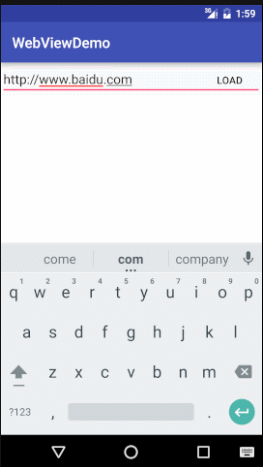 3G 1:59
WebViewDemo
http://www.baidu.com LOAD
come com company
1 2 3 4 5 6 7 8 9 0
q w e r t y u i o p
a s d f g h j k l
z x c v b n m
?123 , .